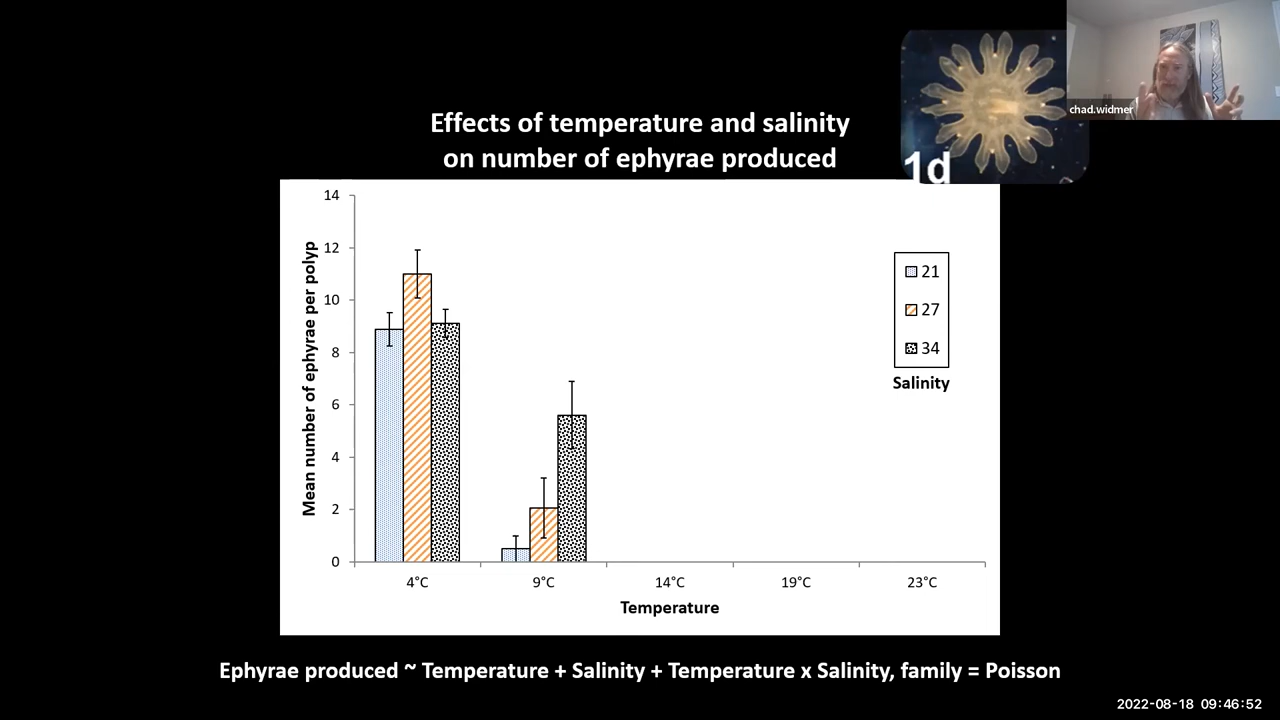 chad.widmer
1d
Effects of temperature and salinity
on number of ephyrae produced
Mean number of ephyrae per polyp
14
12
10
8
6
4
2
0
4°C 9°C 14°C 19°C 23°C
Temperature
21
27
34
Salinity
Ephyrae produced ~ Temperature + Salinity + Temperature x Salinity, family = Poisson
2022-08-18 09:46:52